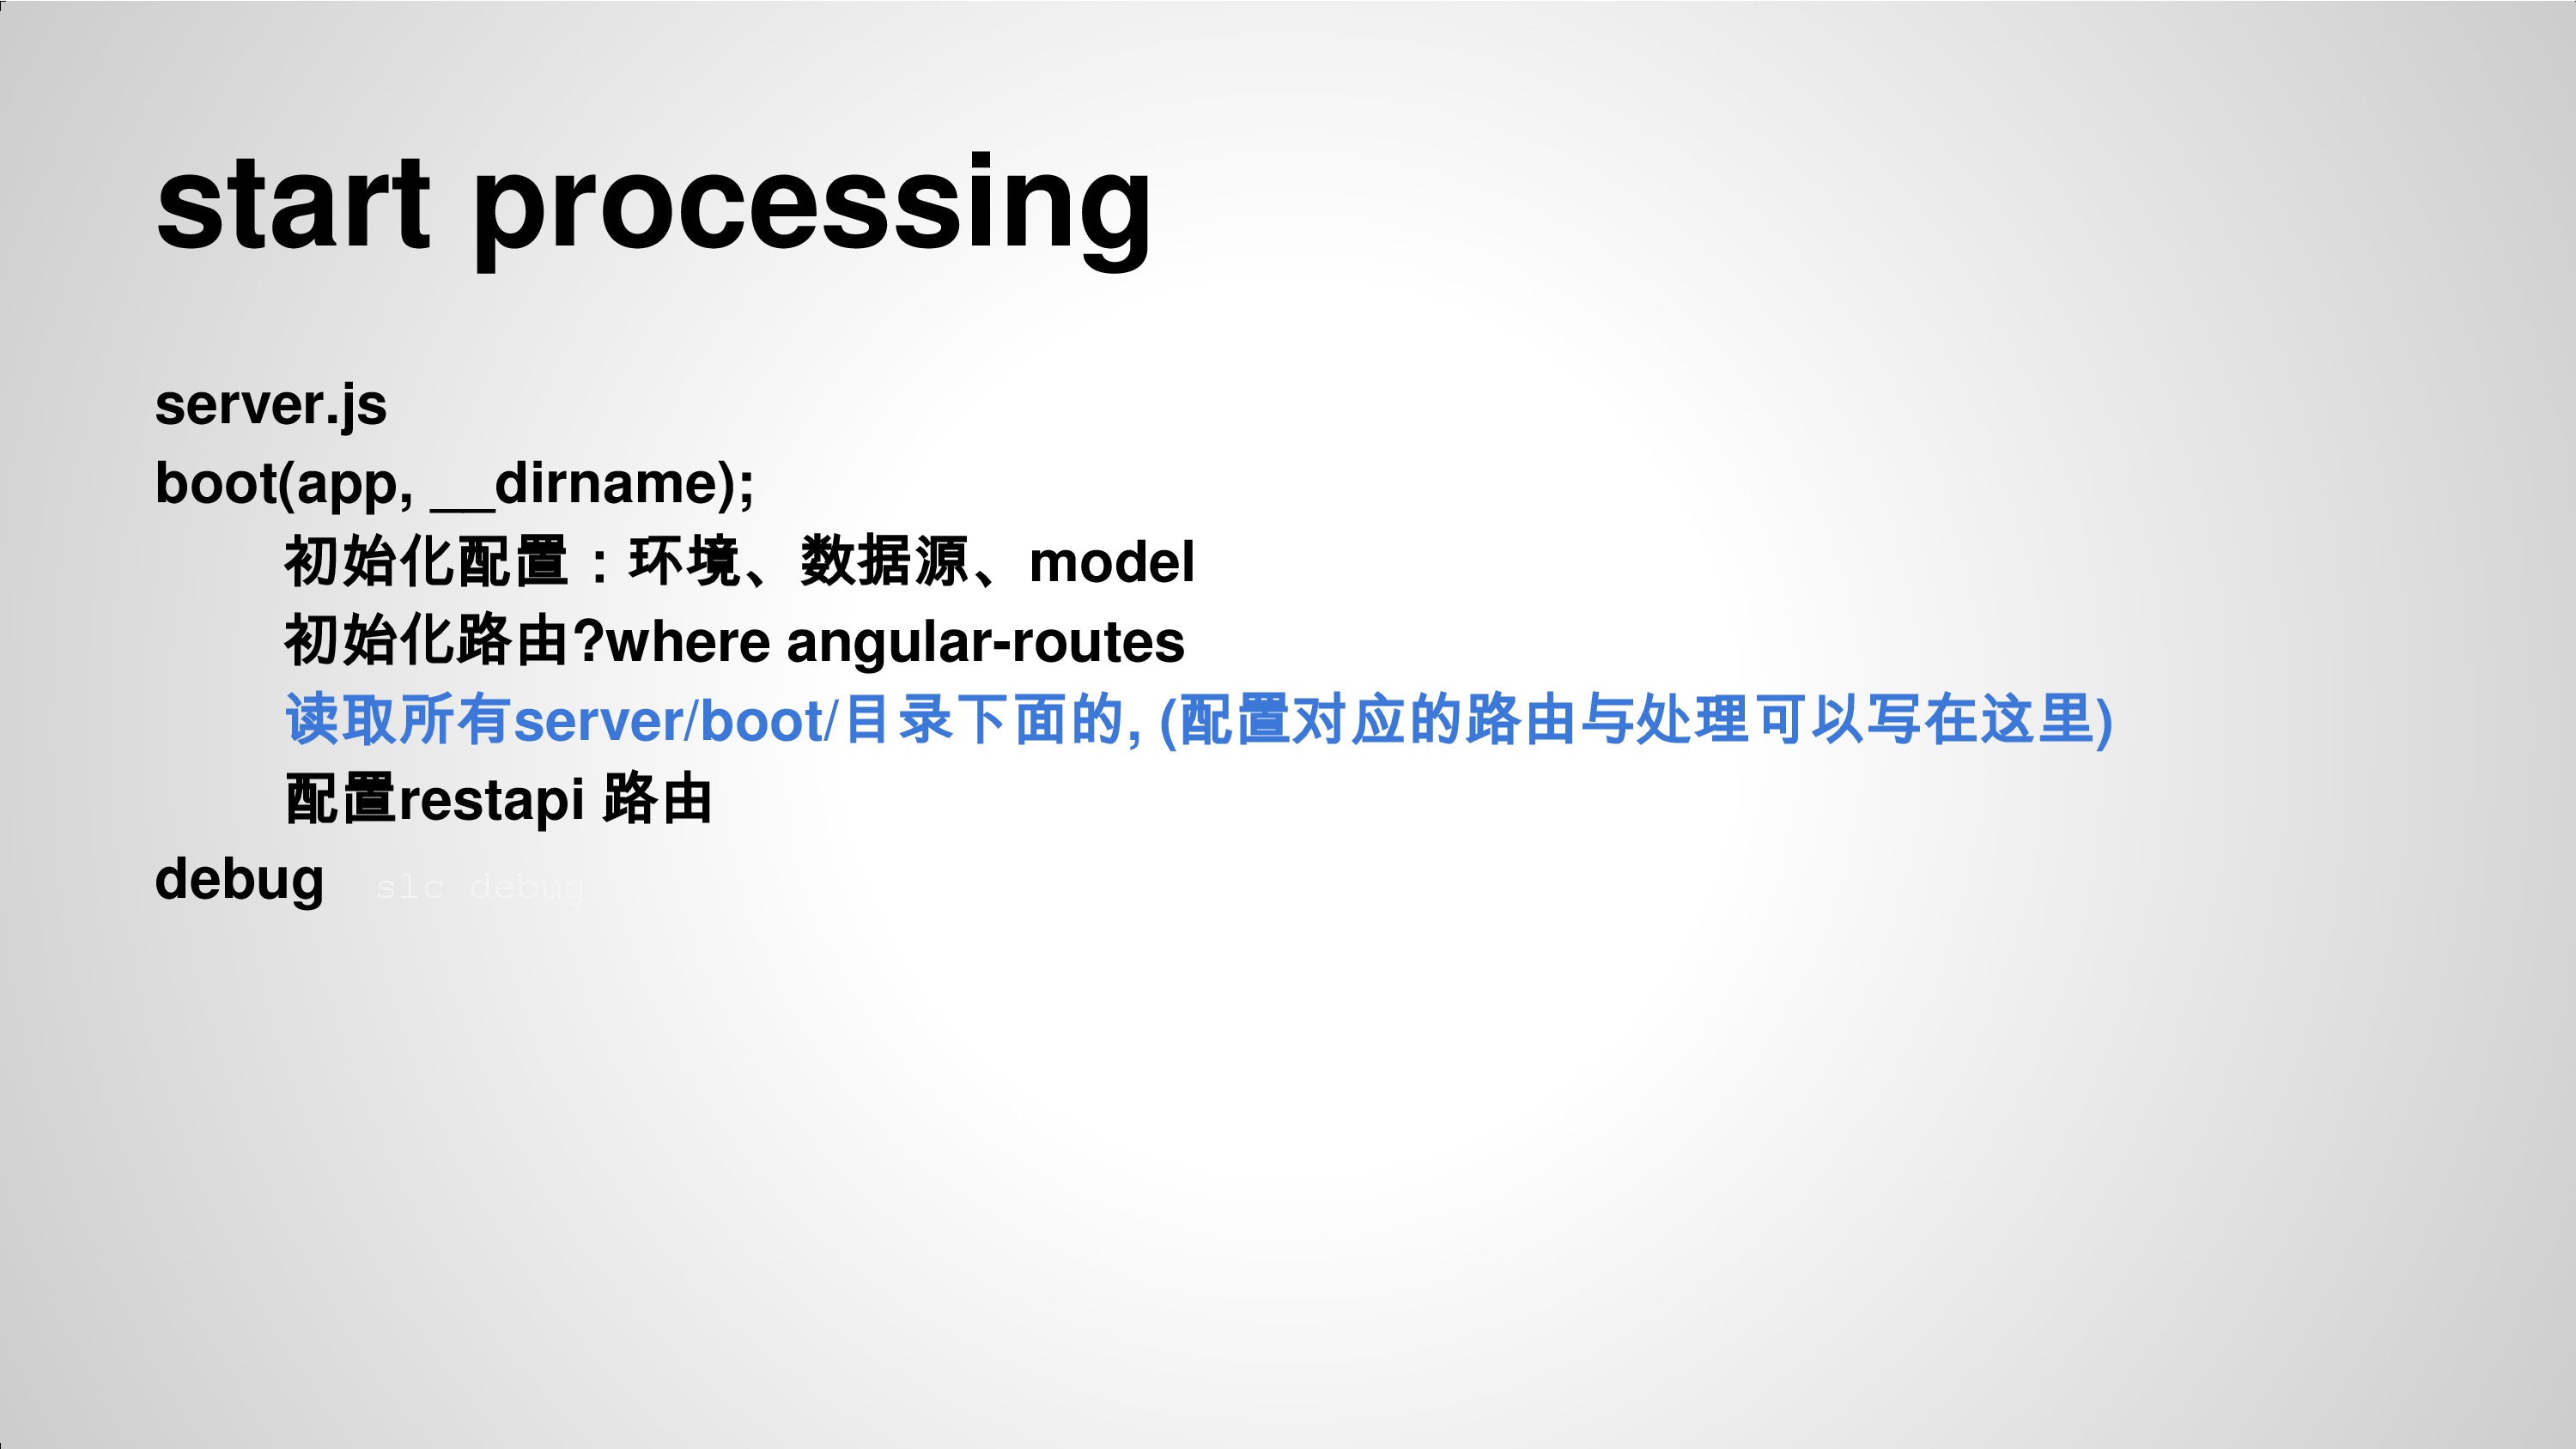 start processing
server.js
boot(app, __dirname);
初始化配置：环境、数据源、model
初始化路由?where angular-routes
读取所有server/boot/目录下面的, (配置对应的路由与处理可以写在这里)
配置restapi 路由
debug slc debug